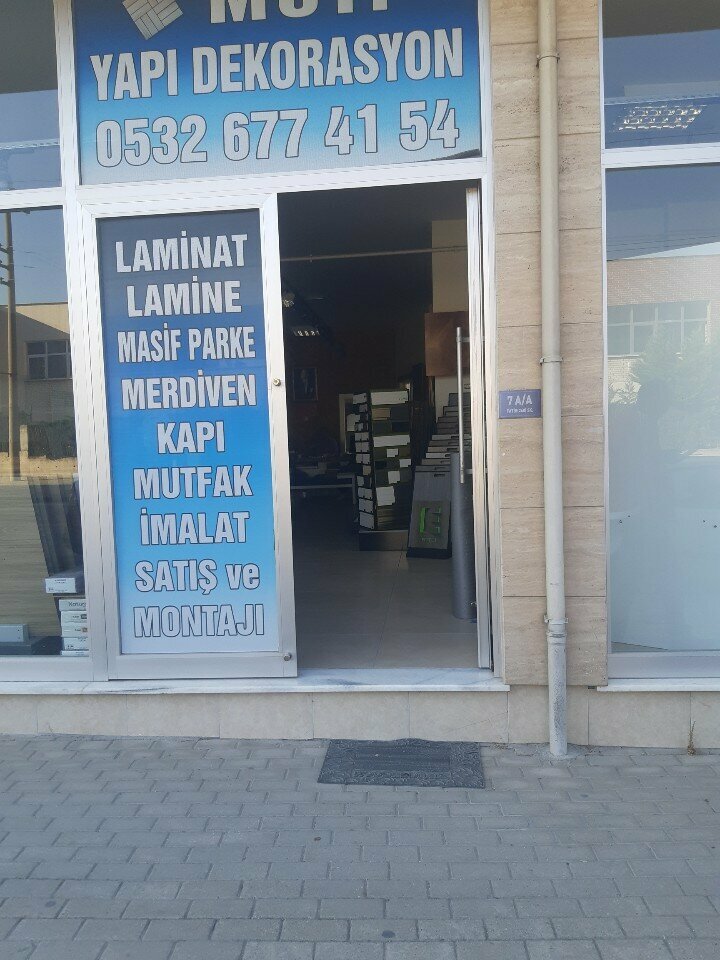 YAPI DEKORASYON
0532 677 41 54
LAMİNAT
LAMİNE
MASİF PARKE
MERDİVEN
KAPI
MUTFAK
İMALAT
SATIŞ ve
MONTAJI
7 A/A